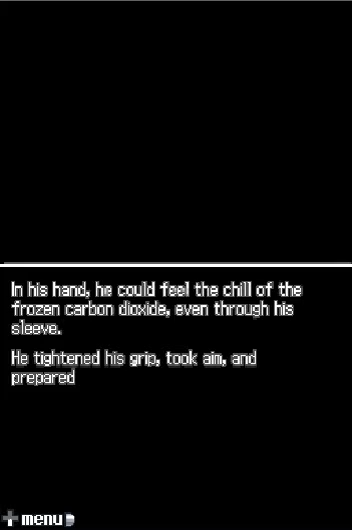 In his hand, he could feel the chill of the
frozen carbon dioxide, even through his
sleeve.
He tightened his grip, took aim, and
prepared
menu